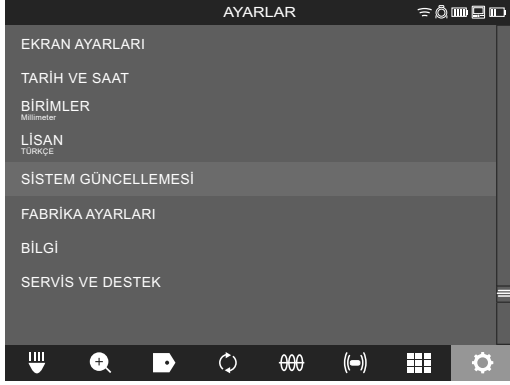 AYARLAR
EKRAN AYARLARI
TARİH VE SAAT
BİRİMLER
Millimeter
LİSAN
TÜRKÇE
SİSTEM GÜNCELLEMESİ
FABRİKA AYARLARI
BİLGİ
SERVİS VE DESTEK